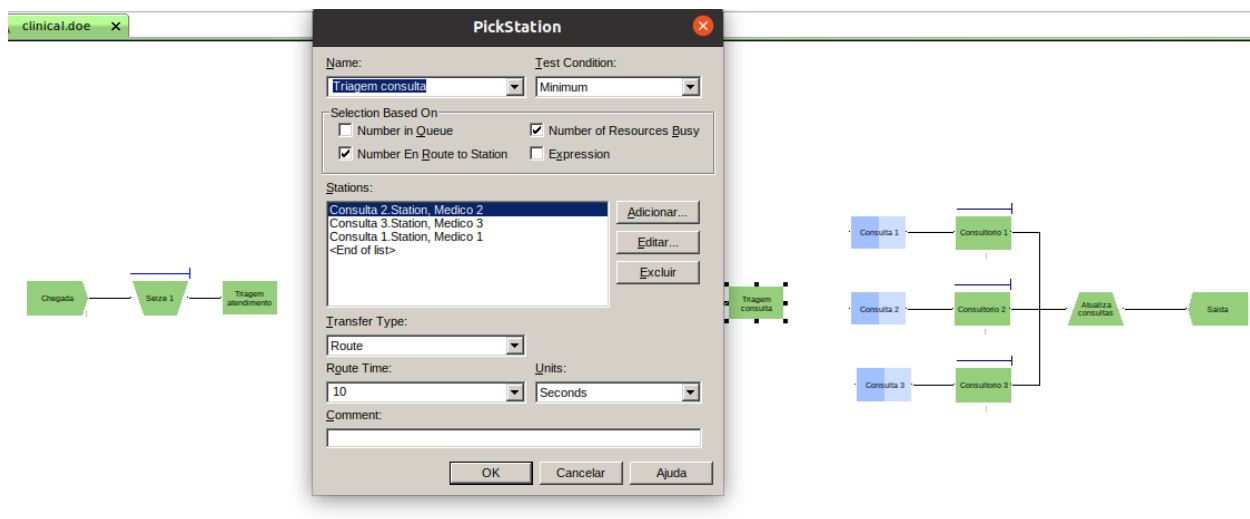 clinical.doe
PickStation
Name:
Test Condition:
Triagem consulta
Minimum
Selection Based On
Number in Queue
Number of Resources Busy
Number En Route to Station
Expression
Stations:
Consulta 2.Station, Medico 2
Consulta 3.Station, Medico 3
Consulta 1.Station, Medico 1
<End of list>
Adicionar...
Editar...
Excluir
Transfer Type:
Route
Route Time:
Units:
10
Seconds
Comment:
OK
Cancelar
Ajuda
Chegada
Seize 1
Triagem
atendimento
Triagem
consulta
Consulta 1
Consultorio 1
Consulta 2
Consultorio 2
Consulta 3
Consultorio 3
Atualiza
consultas
Saida